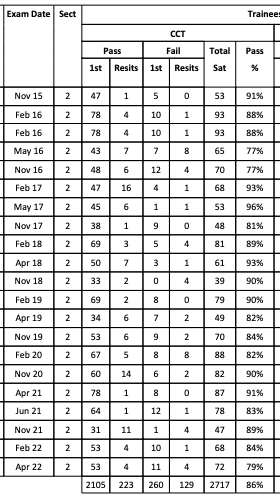 Exam Date Sect Trainees
CCT
Pass Fail Total Pass
1st Resits 1st Resits Sat %
Nov 15 2 47 1 5 0 53 91%
Feb 16 2 78 4 10 1 93 88%
Feb 16 2 78 4 10 1 93 88%
May 16 2 43 7 7 8 65 77%
Nov 16 2 48 6 12 4 70 77%
Feb 17 2 47 16 4 1 68 93%
May 17 2 45 6 1 1 53 96%
Nov 17 2 38 1 9 0 48 81%
Feb 18 2 69 3 5 4 81 89%
Apr 18 2 50 7 3 1 61 93%
Nov 18 2 33 2 0 4 39 90%
Feb 19 2 69 2 8 0 79 90%
Apr 19 2 34 6 7 2 49 82%
Nov 19 2 53 6 9 2 70 84%
Feb 20 2 67 5 8 8 88 82%
Nov 20 2 60 14 6 2 82 90%
Apr 21 2 78 1 8 0 87 91%
Jun 21 2 64 1 12 1 78 83%
Nov 21 2 31 11 1 4 47 89%
Feb 22 2 53 4 10 1 68 84%
Apr 22 2 53 4 11 4 72 79%
2105 223 260 129 2717 86%